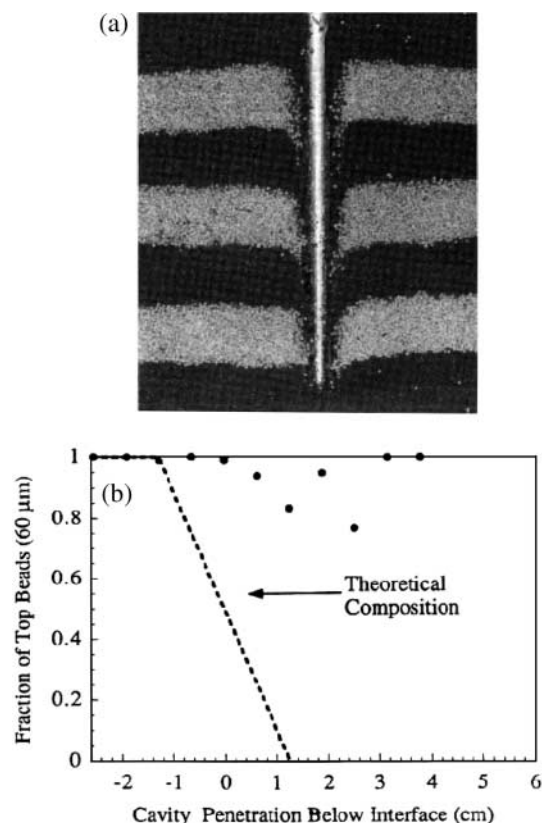 (a)
1
(b)
0.8
0.6
Theoretical
Composition
0.4
0.2
0
-2 -1 0 1 2 3 4 5 6
Fraction of Top Beads (60 μm)
Cavity Penetration Below Interface (cm)